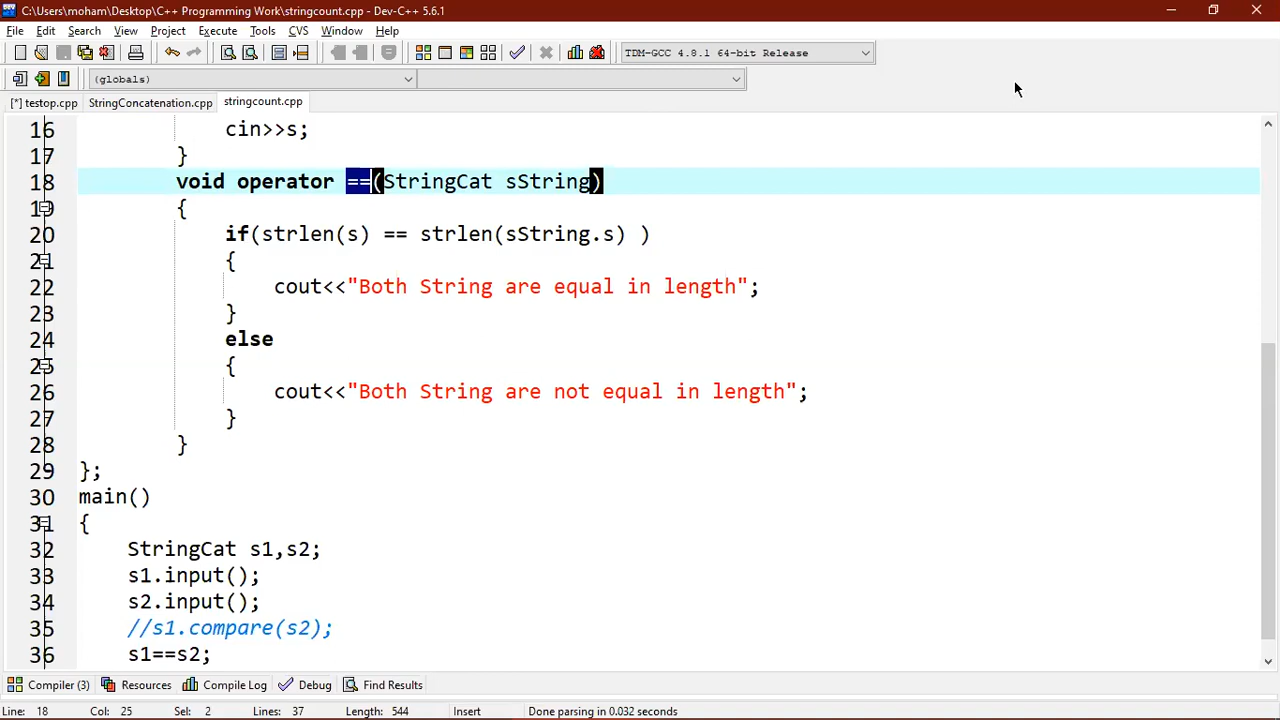 C:\Users\moham\Desktop\C++ Programming Work\stringcount.cpp - Dev-C++ 5.6.1
File Edit Search View Project Execute Tools CVS Window Help
TDM-GCC 4.8.1 64-bit Release
(globals)
[*] testop.cpp StringConcatenation.cpp stringcount.cpp
16 cin>>s;
17 }
18 void operator ==(StringCat sString)
19 {
20 if(strlen(s) == strlen(sString.s) )
21 {
22 cout<<"Both String are equal in length";
23 }
24 else
25 {
26 cout<<"Both String are not equal in length";
27 }
28 }
29 };
30 main()
31 {
32 StringCat s1,s2;
33 s1.input();
34 s2.input();
35 //s1.compare(s2);
36 s1==s2;
Compiler (3) Resources Compile Log Debug Find Results
Line: 18 Col: 25 Sel: 2 Lines: 37 Length: 544 Insert Done parsing in 0.032 seconds